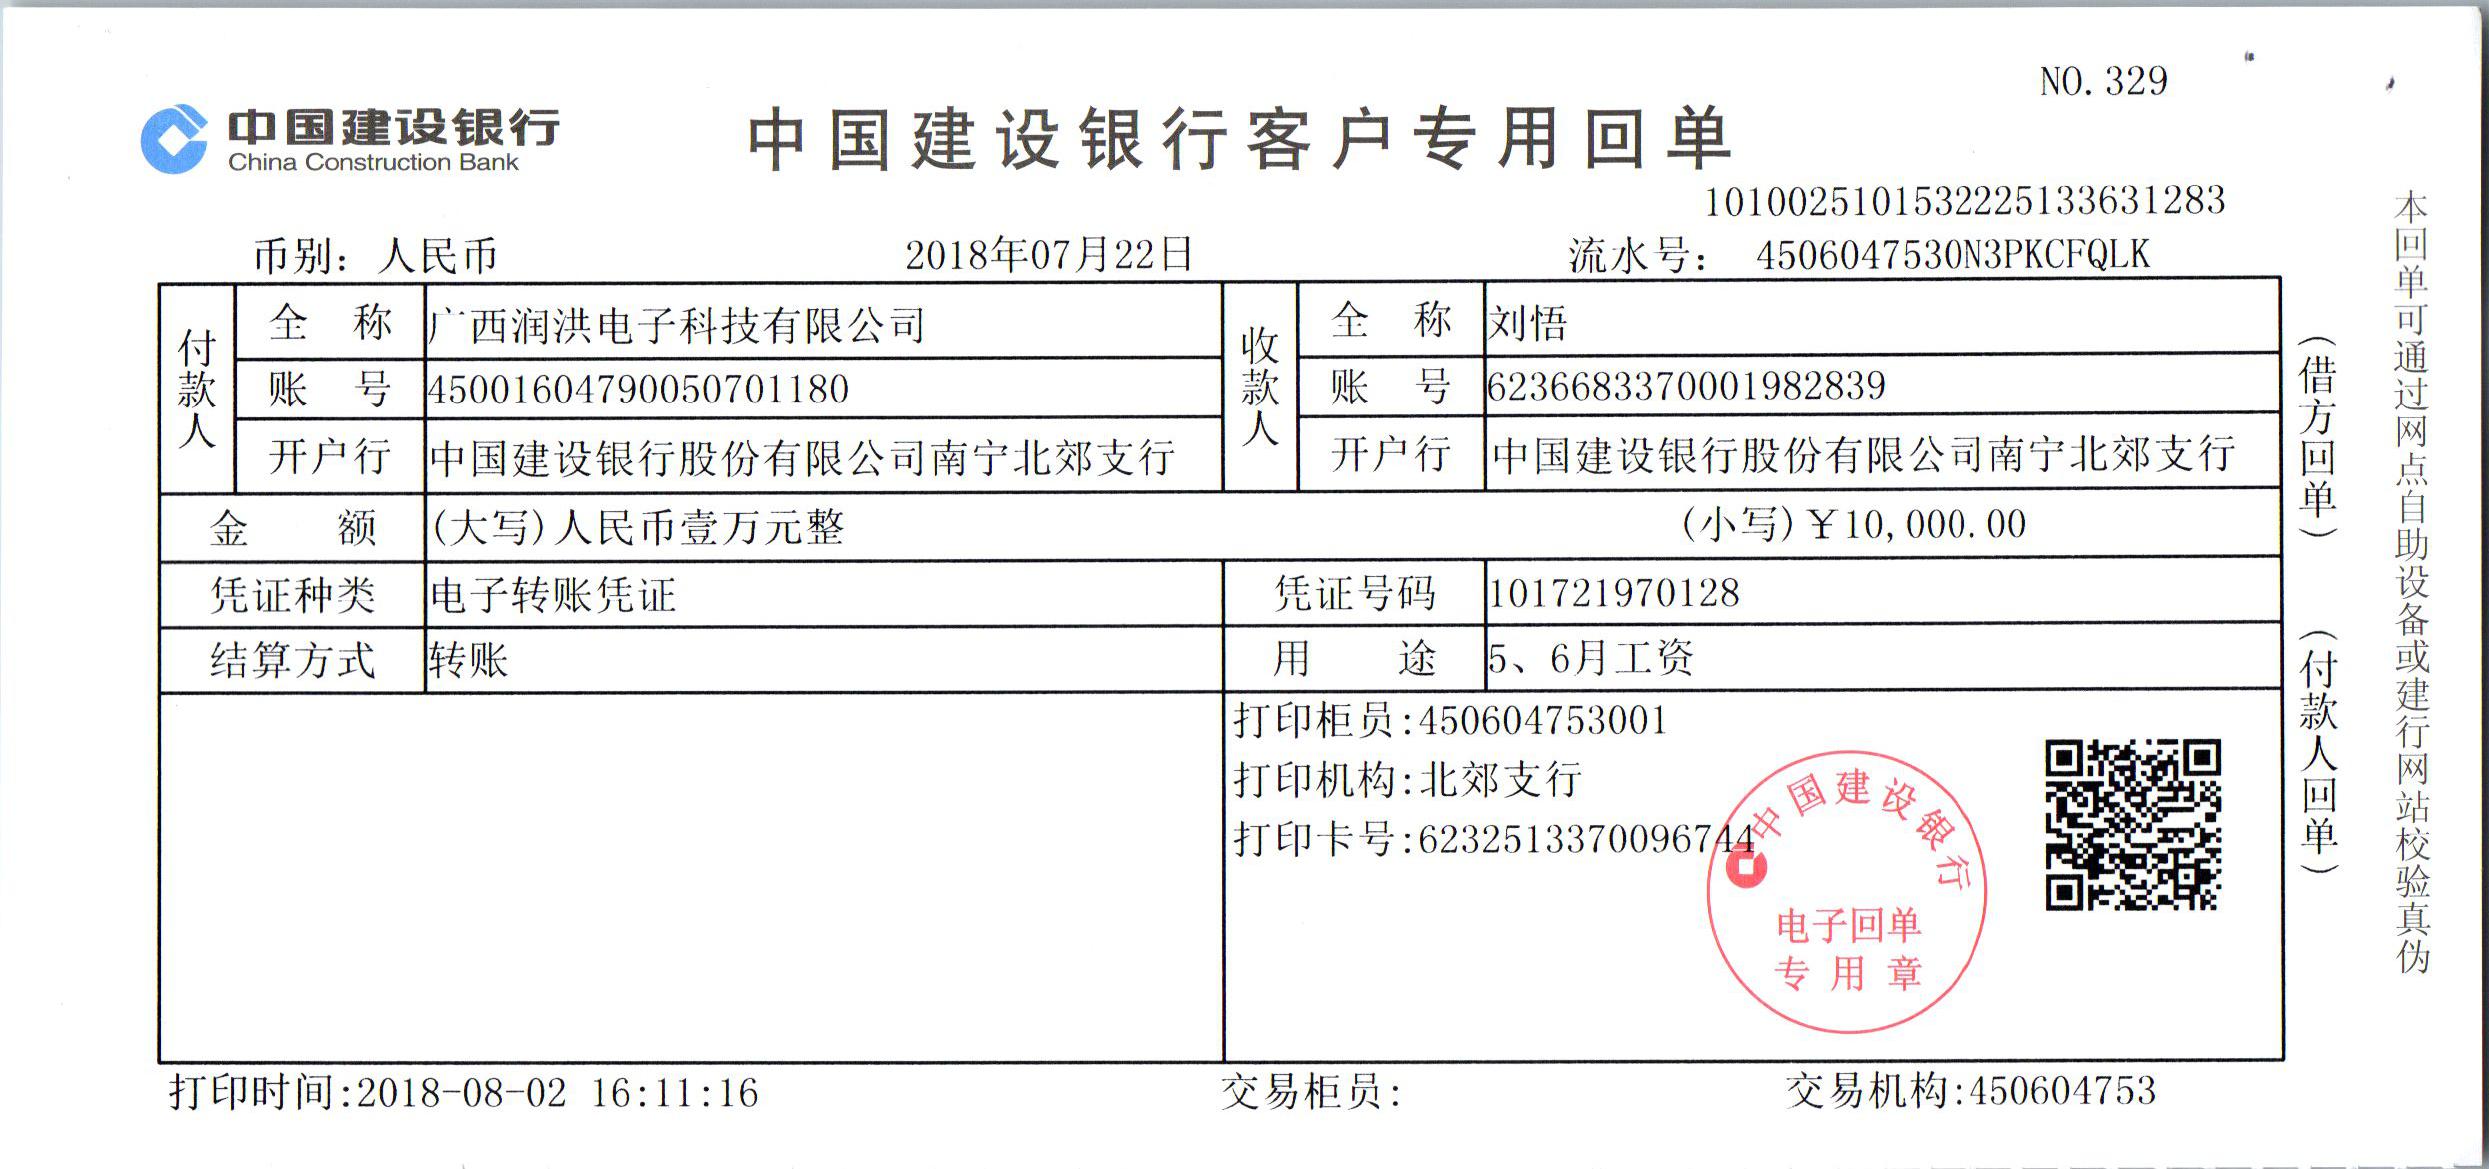 NO.329
中国建设银行
China Construction Bank
中国建设银行客户专用回单
1010025101532225133631283
币别：人民币 2018年07月22日 流水号： 4506047530N3PKCFQLK
付款人 全称 广西润洪电子科技有限公司 收款人 全称 刘悟
账号 45001604790050701180 账号 6236683370001982839
开户行 中国建设银行股份有限公司南宁北郊支行 开户行 中国建设银行股份有限公司南宁北郊支行
金额 (大写)人民币壹万元整 (小写)￥10,000.00
凭证种类 电子转账凭证 凭证号码 101721970128
结算方式 转账 用途 5、6月工资
打印柜员:450604753001
打印机构:北郊支行
打印卡号:6232513370096744
中国建设银行
电子回单
专用章
打印时间:2018-08-02 16:11:16 交易柜员: 交易机构:450604753
（借方回单）
（付款人回单）
本回单可通过网点自助设备或建行网站校验真伪